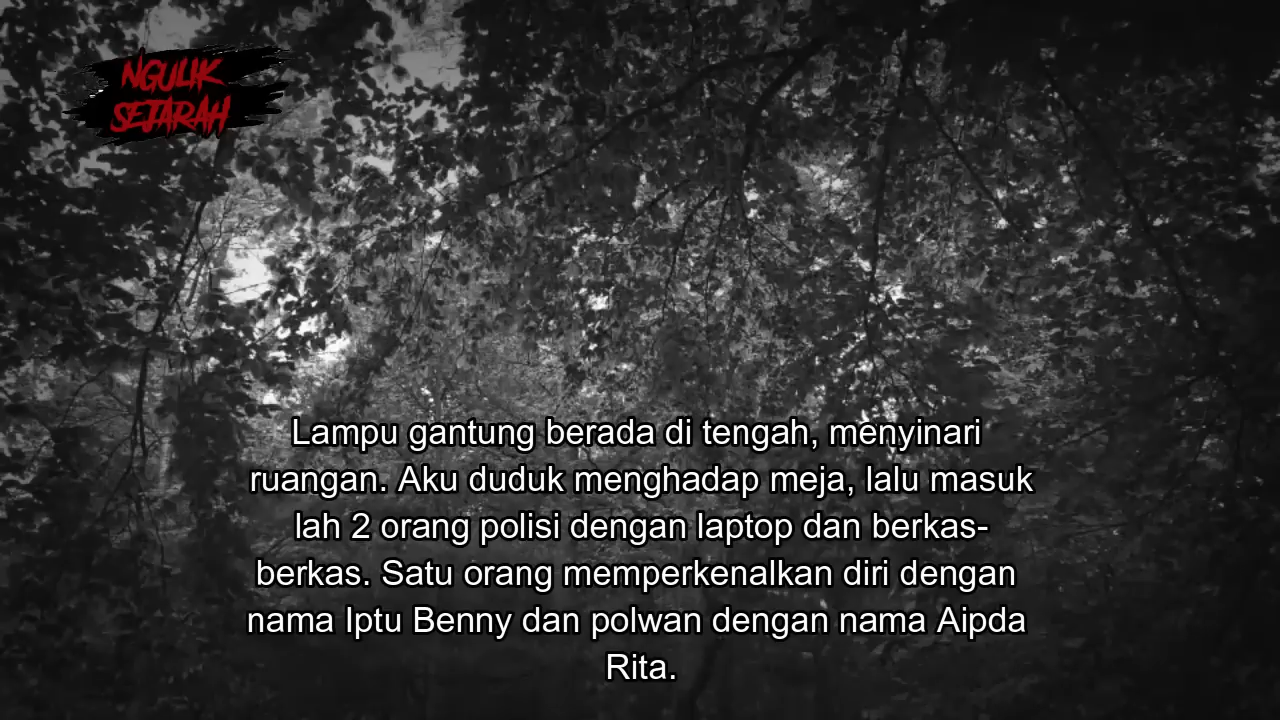 NGULIK
SEJARAH
Lampu gantung berada di tengah, menyinari
ruangan. Aku duduk menghadap meja, lalu masuk
lah 2 orang polisi dengan laptop dan berkas-
berkas. Satu orang memperkenalkan diri dengan
nama Iptu Benny dan polwan dengan nama Aipda
Rita.